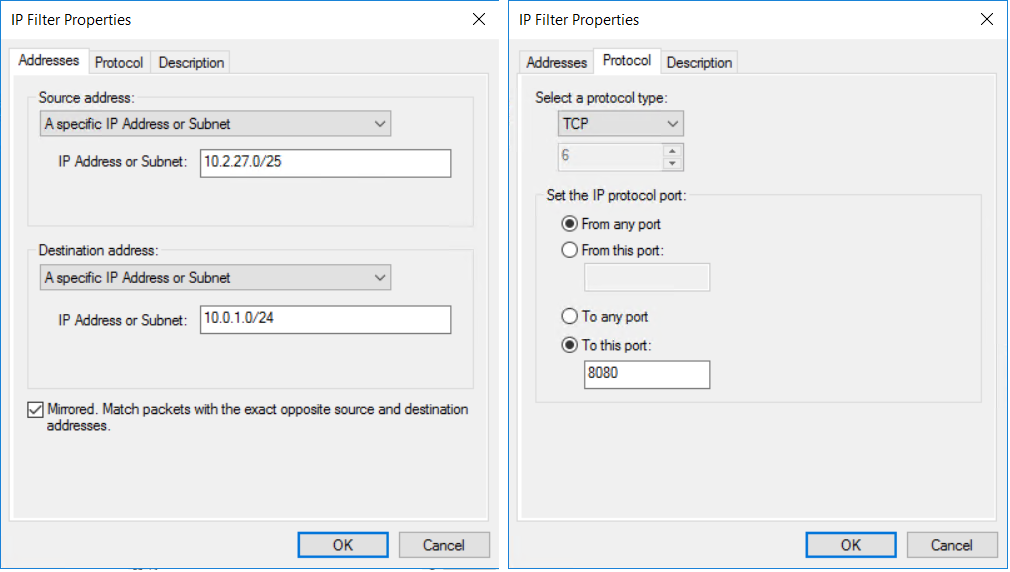 IP Filter Properties
Addresses
Protocol
Description
Source address:
A specific IP Address or Subnet
IP Address or Subnet:
10.2.27.0/25
Destination address:
A specific IP Address or Subnet
IP Address or Subnet:
10.0.1.0/24
Mirrored. Match packets with the exact opposite source and destination
addresses.
OK
Cancel
IP Filter Properties
Addresses
Protocol
Description
Select a protocol type:
TCP
6
Set the IP protocol port:
From any port
From this port:
To any port
To this port:
8080
OK
Cancel